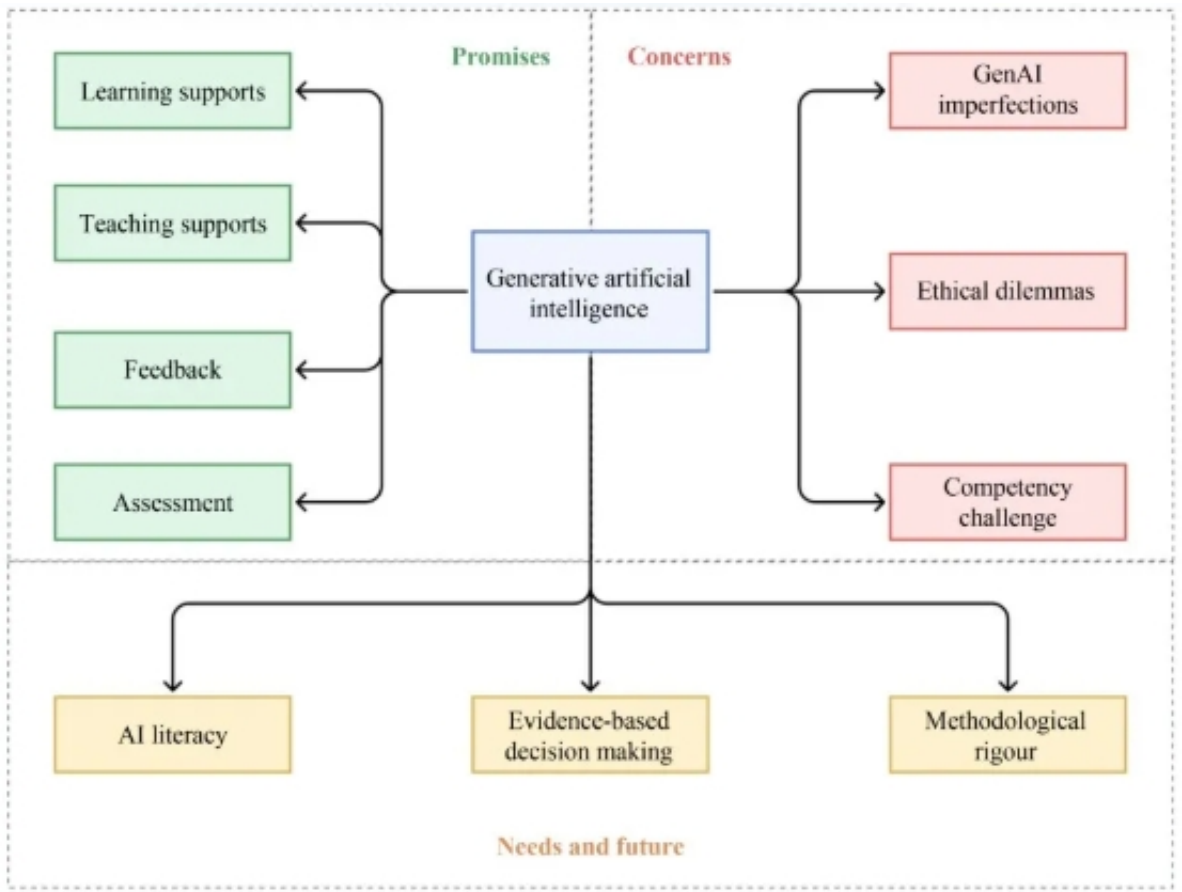 Promises
Concerns
Learning supports
Teaching supports
Feedback
Assessment
Generative artificial
intelligence
GenAI
imperfections
Ethical dilemmas
Competency
challenge
AI literacy
Evidence-based
decision making
Methodological
rigour
Needs and future